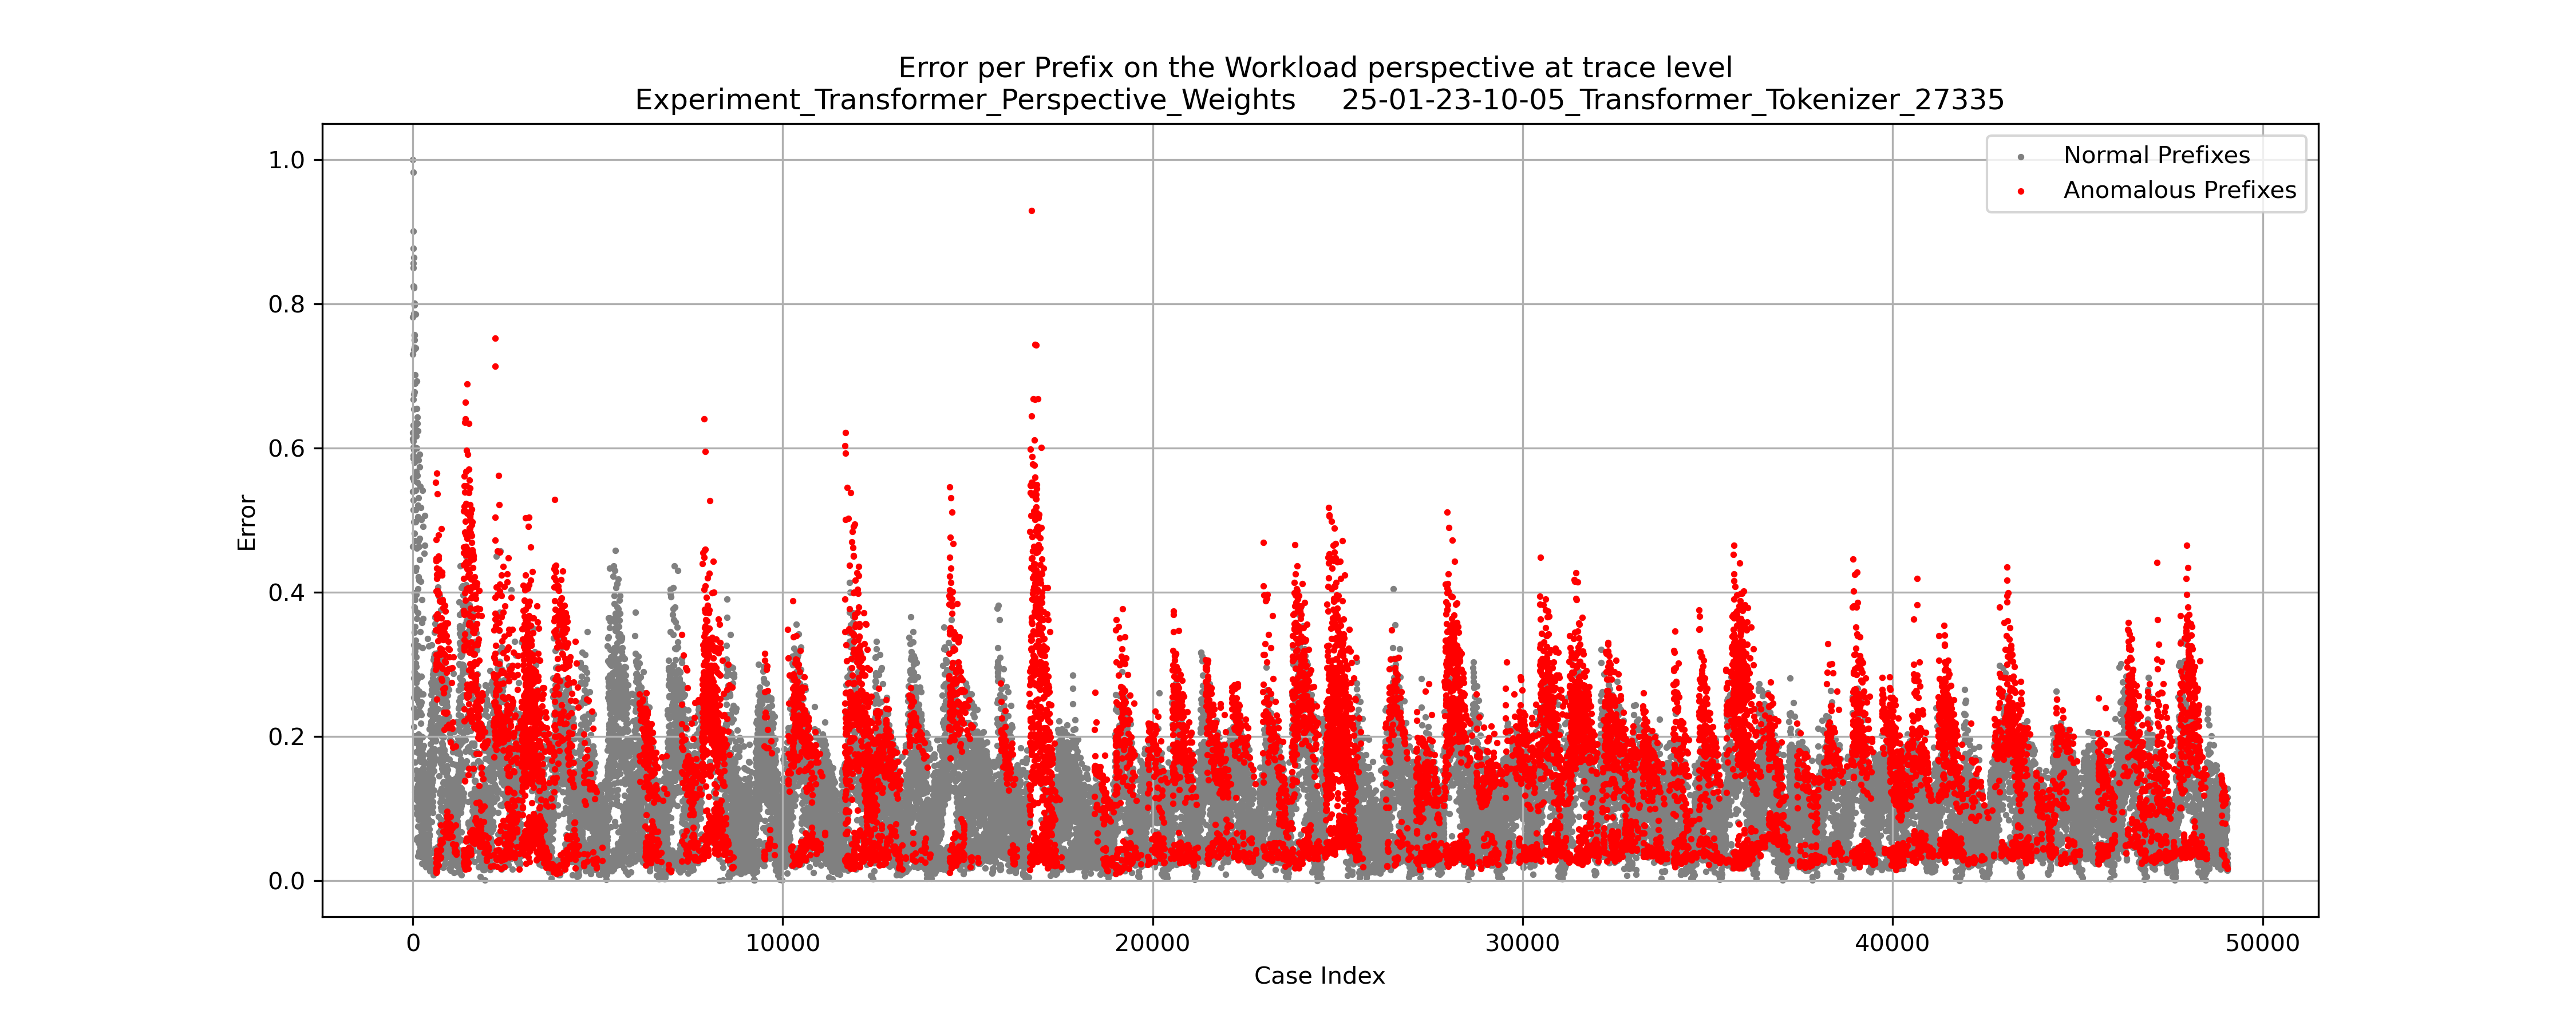 Error per Prefix on the Workload perspective at trace level
Experiment_Transformer_Perspective_Weights 25-01-23-10-05_Transformer_Tokenizer_27335
Normal Prefixes
Anomalous Prefixes
1.0
0.8
0.6
0.4
0.2
0.0
Error
0 10000 20000 30000 40000 50000
Case Index